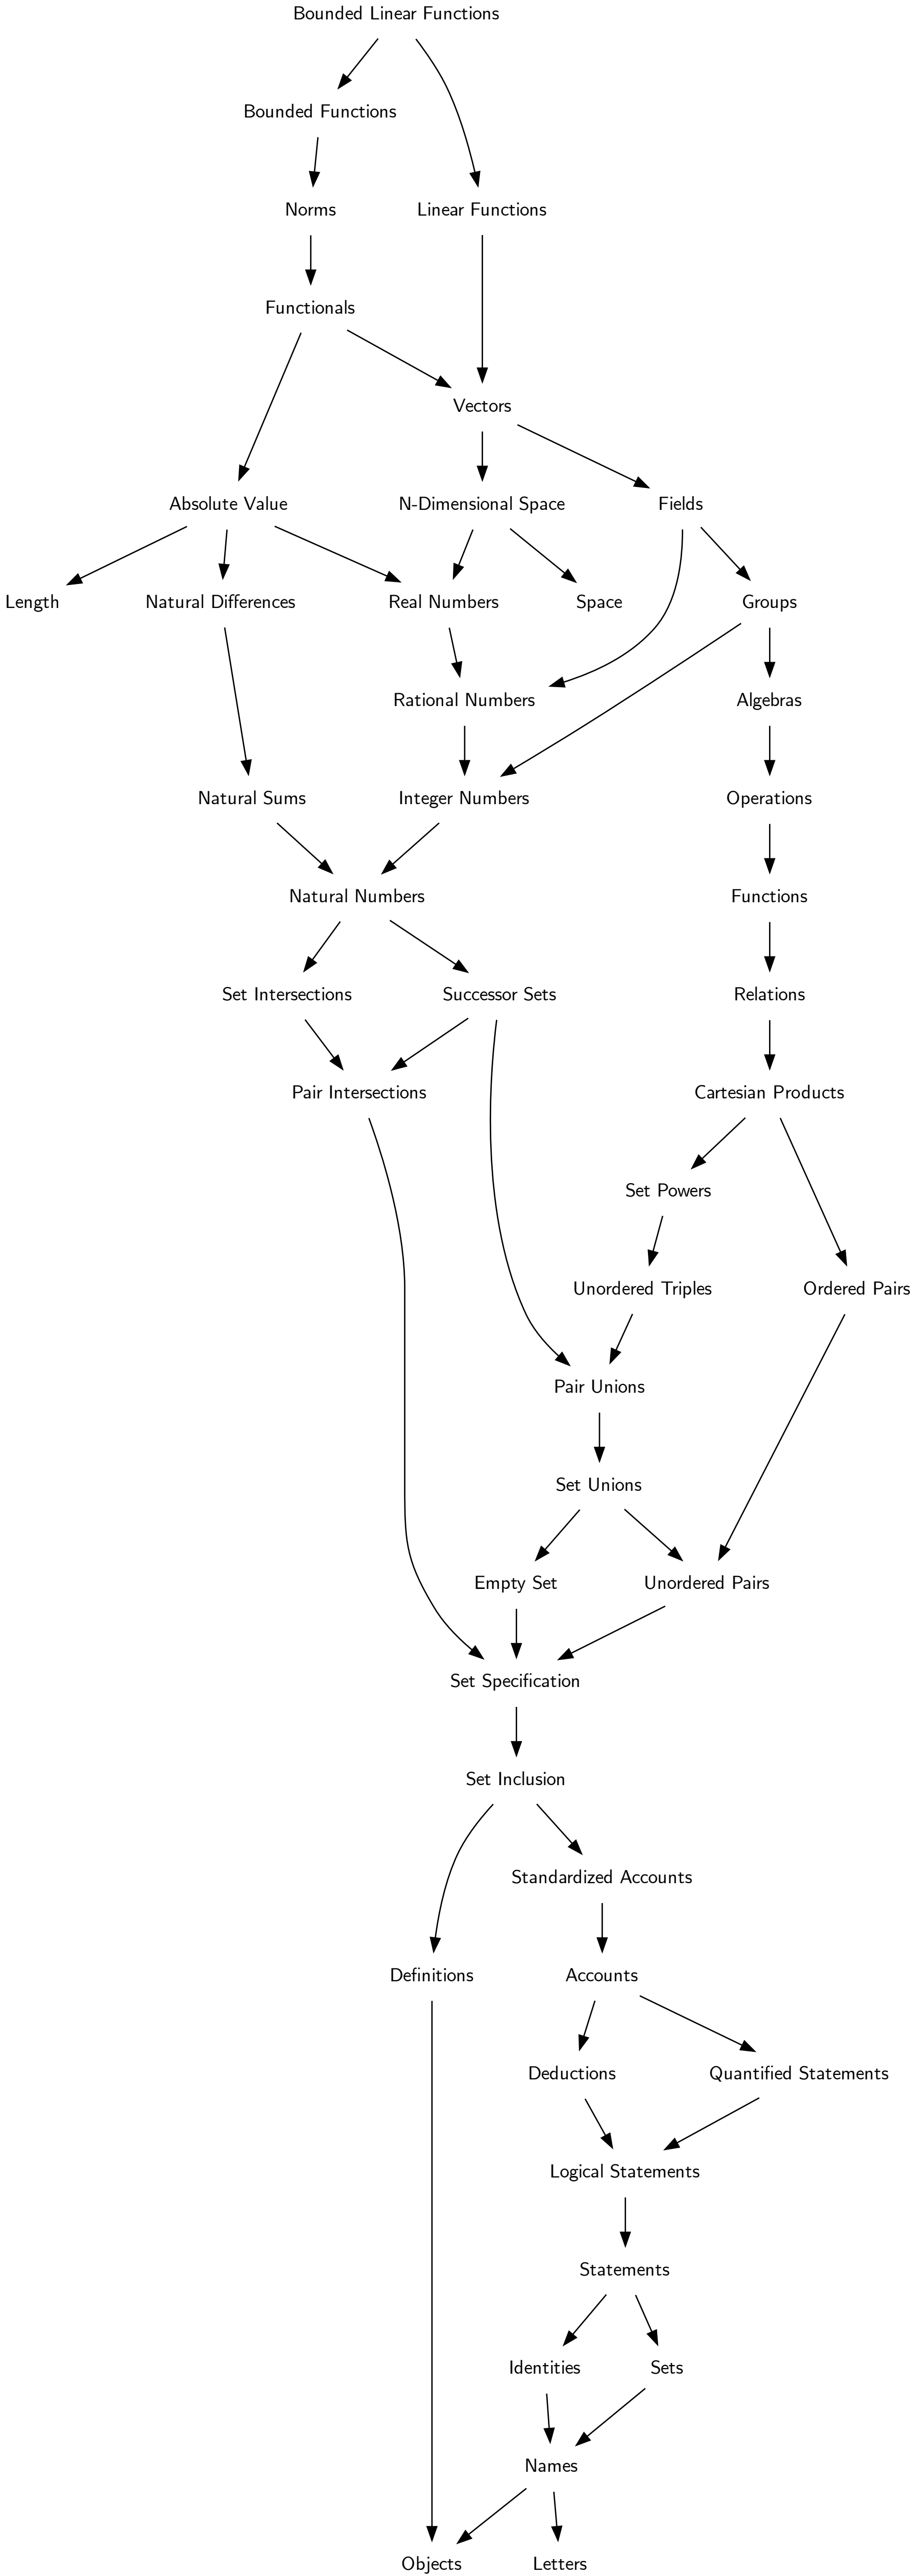 Bounded Linear Functions
Bounded Functions
Norms
Linear Functions
Functionals
Vectors
Absolute Value
N-Dimensional Space
Fields
Length
Natural Differences
Real Numbers
Space
Groups
Rational Numbers
Algebras
Natural Sums
Integer Numbers
Operations
Natural Numbers
Functions
Set Intersections
Successor Sets
Relations
Pair Intersections
Cartesian Products
Set Powers
Unordered Triples
Ordered Pairs
Pair Unions
Set Unions
Empty Set
Unordered Pairs
Set Specification
Set Inclusion
Standardized Accounts
Definitions
Accounts
Deductions
Quantified Statements
Logical Statements
Statements
Identities
Sets
Names
Objects
Letters